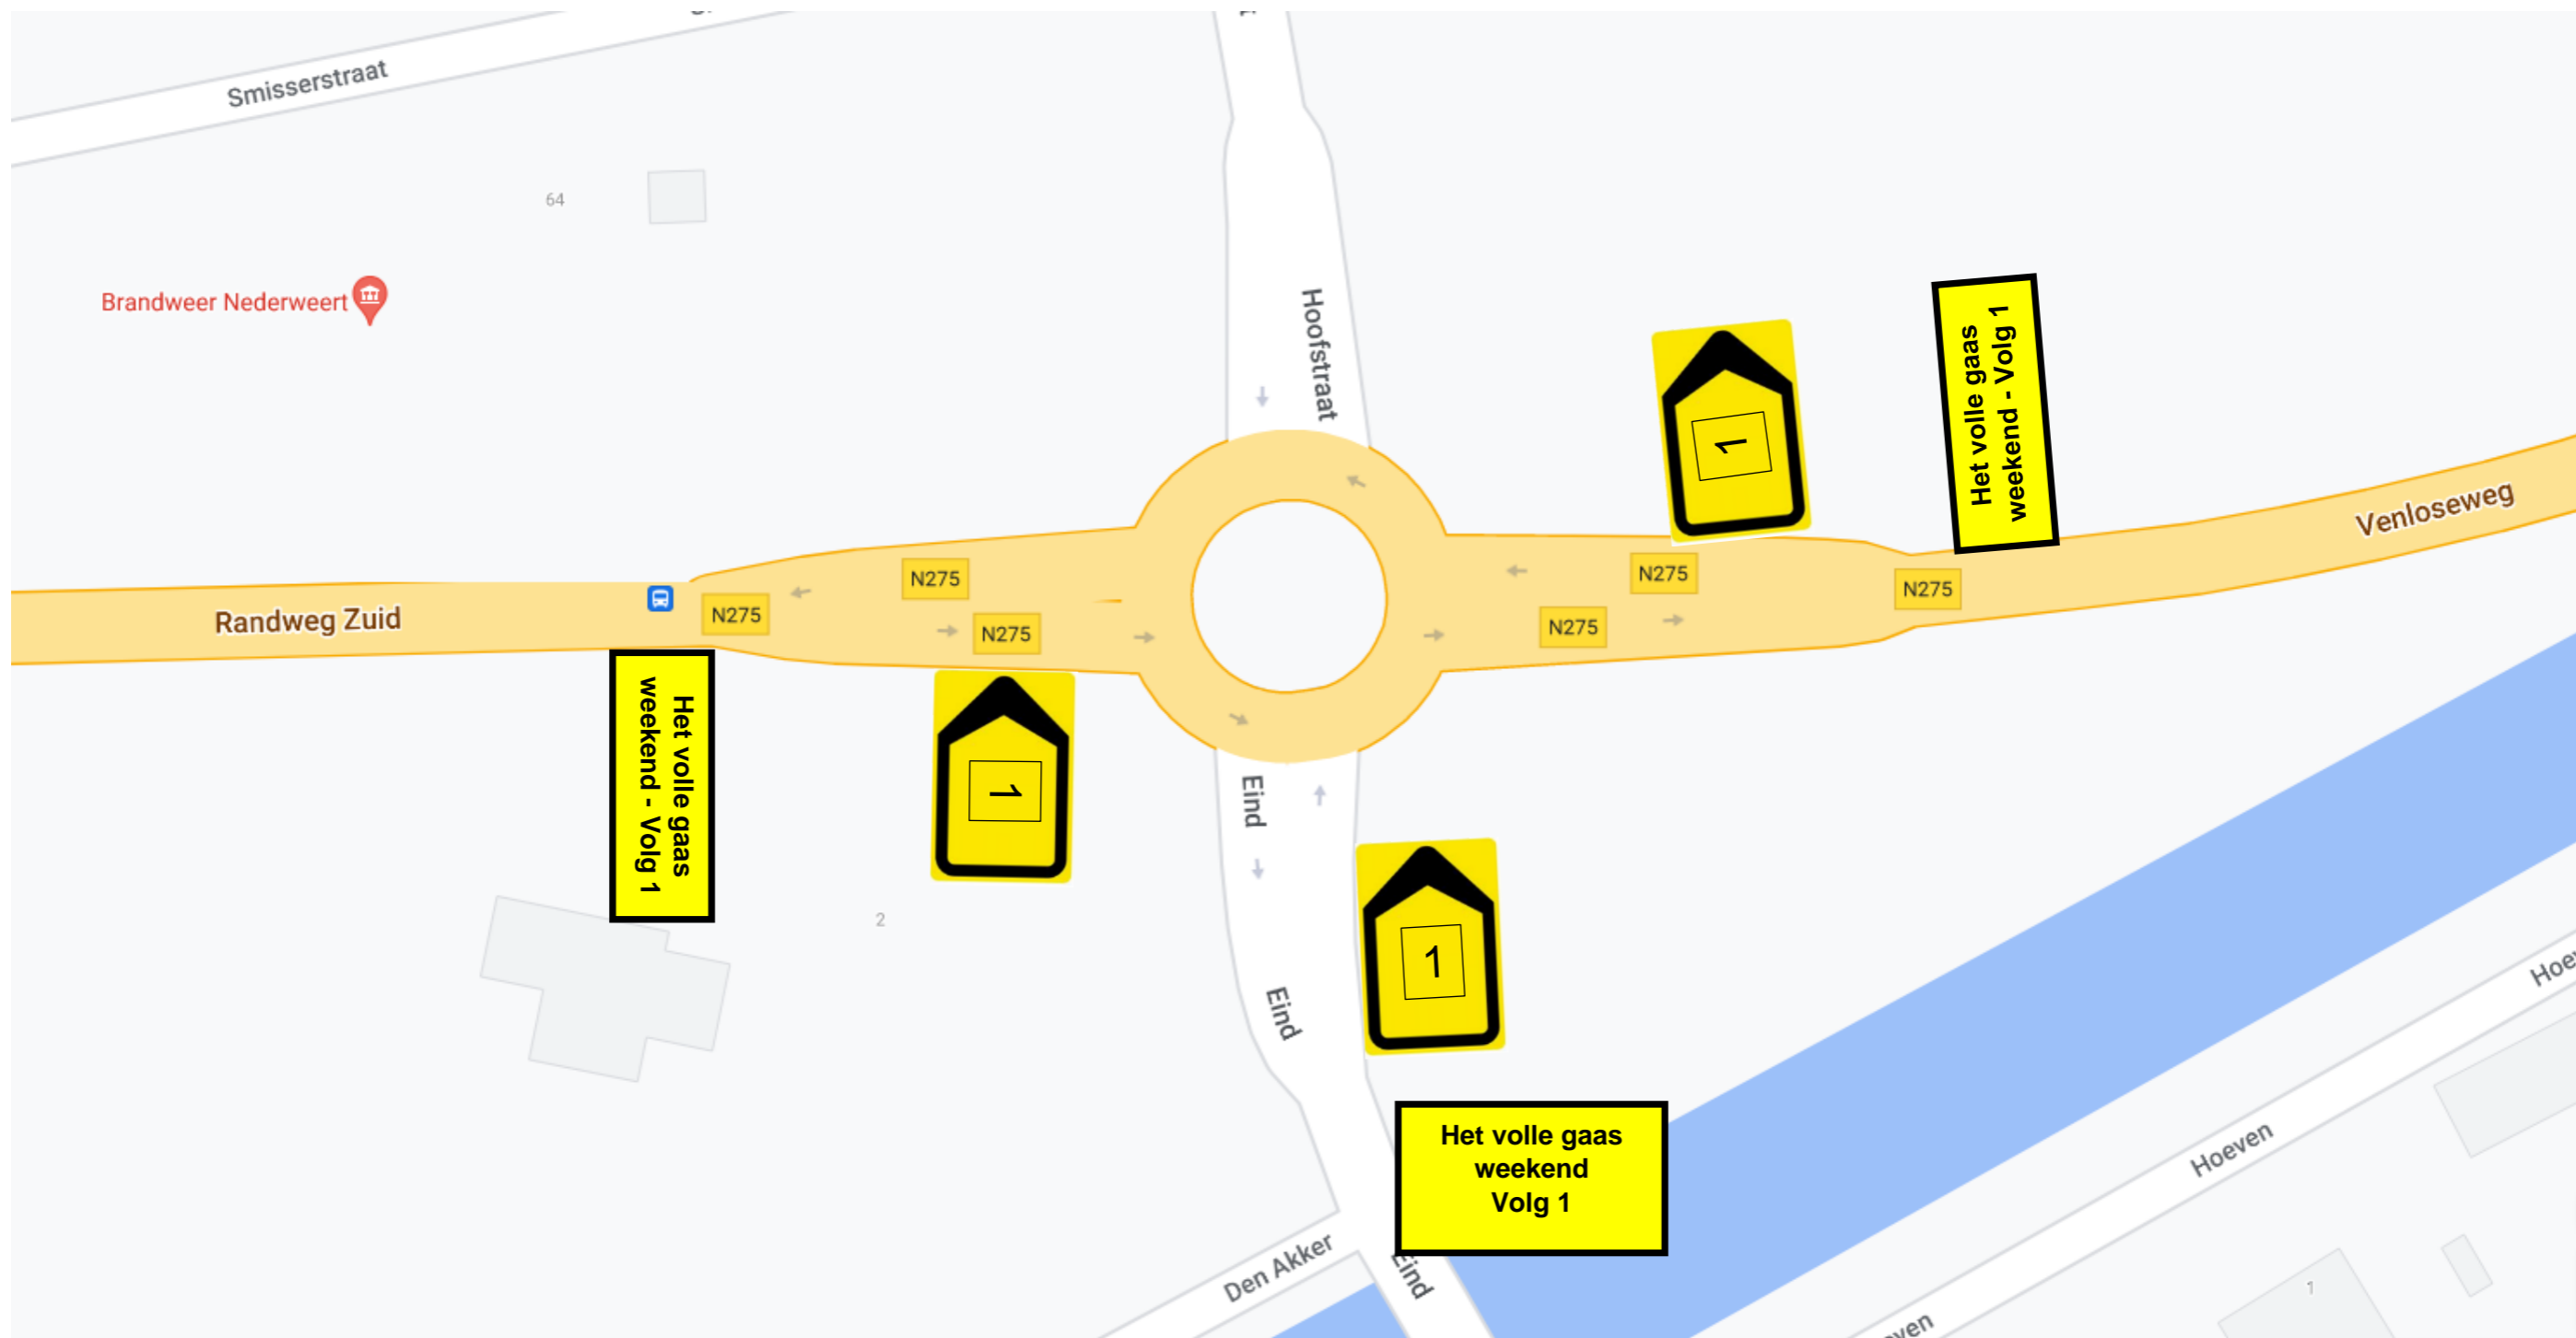 Smisserstraat
64
Brandweer Nederweert
Hoofstraat
1
Het volle gaas
weekend - Volg 1
Venloseweg
N275
N275
N275
N275
N275
N275
Randweg Zuid
Het volle gaas
weekend - Volg 1
1
Eind
2
1
Eind
Het volle gaas
weekend
Volg 1
Hoeven
Den Akker
Eind
1